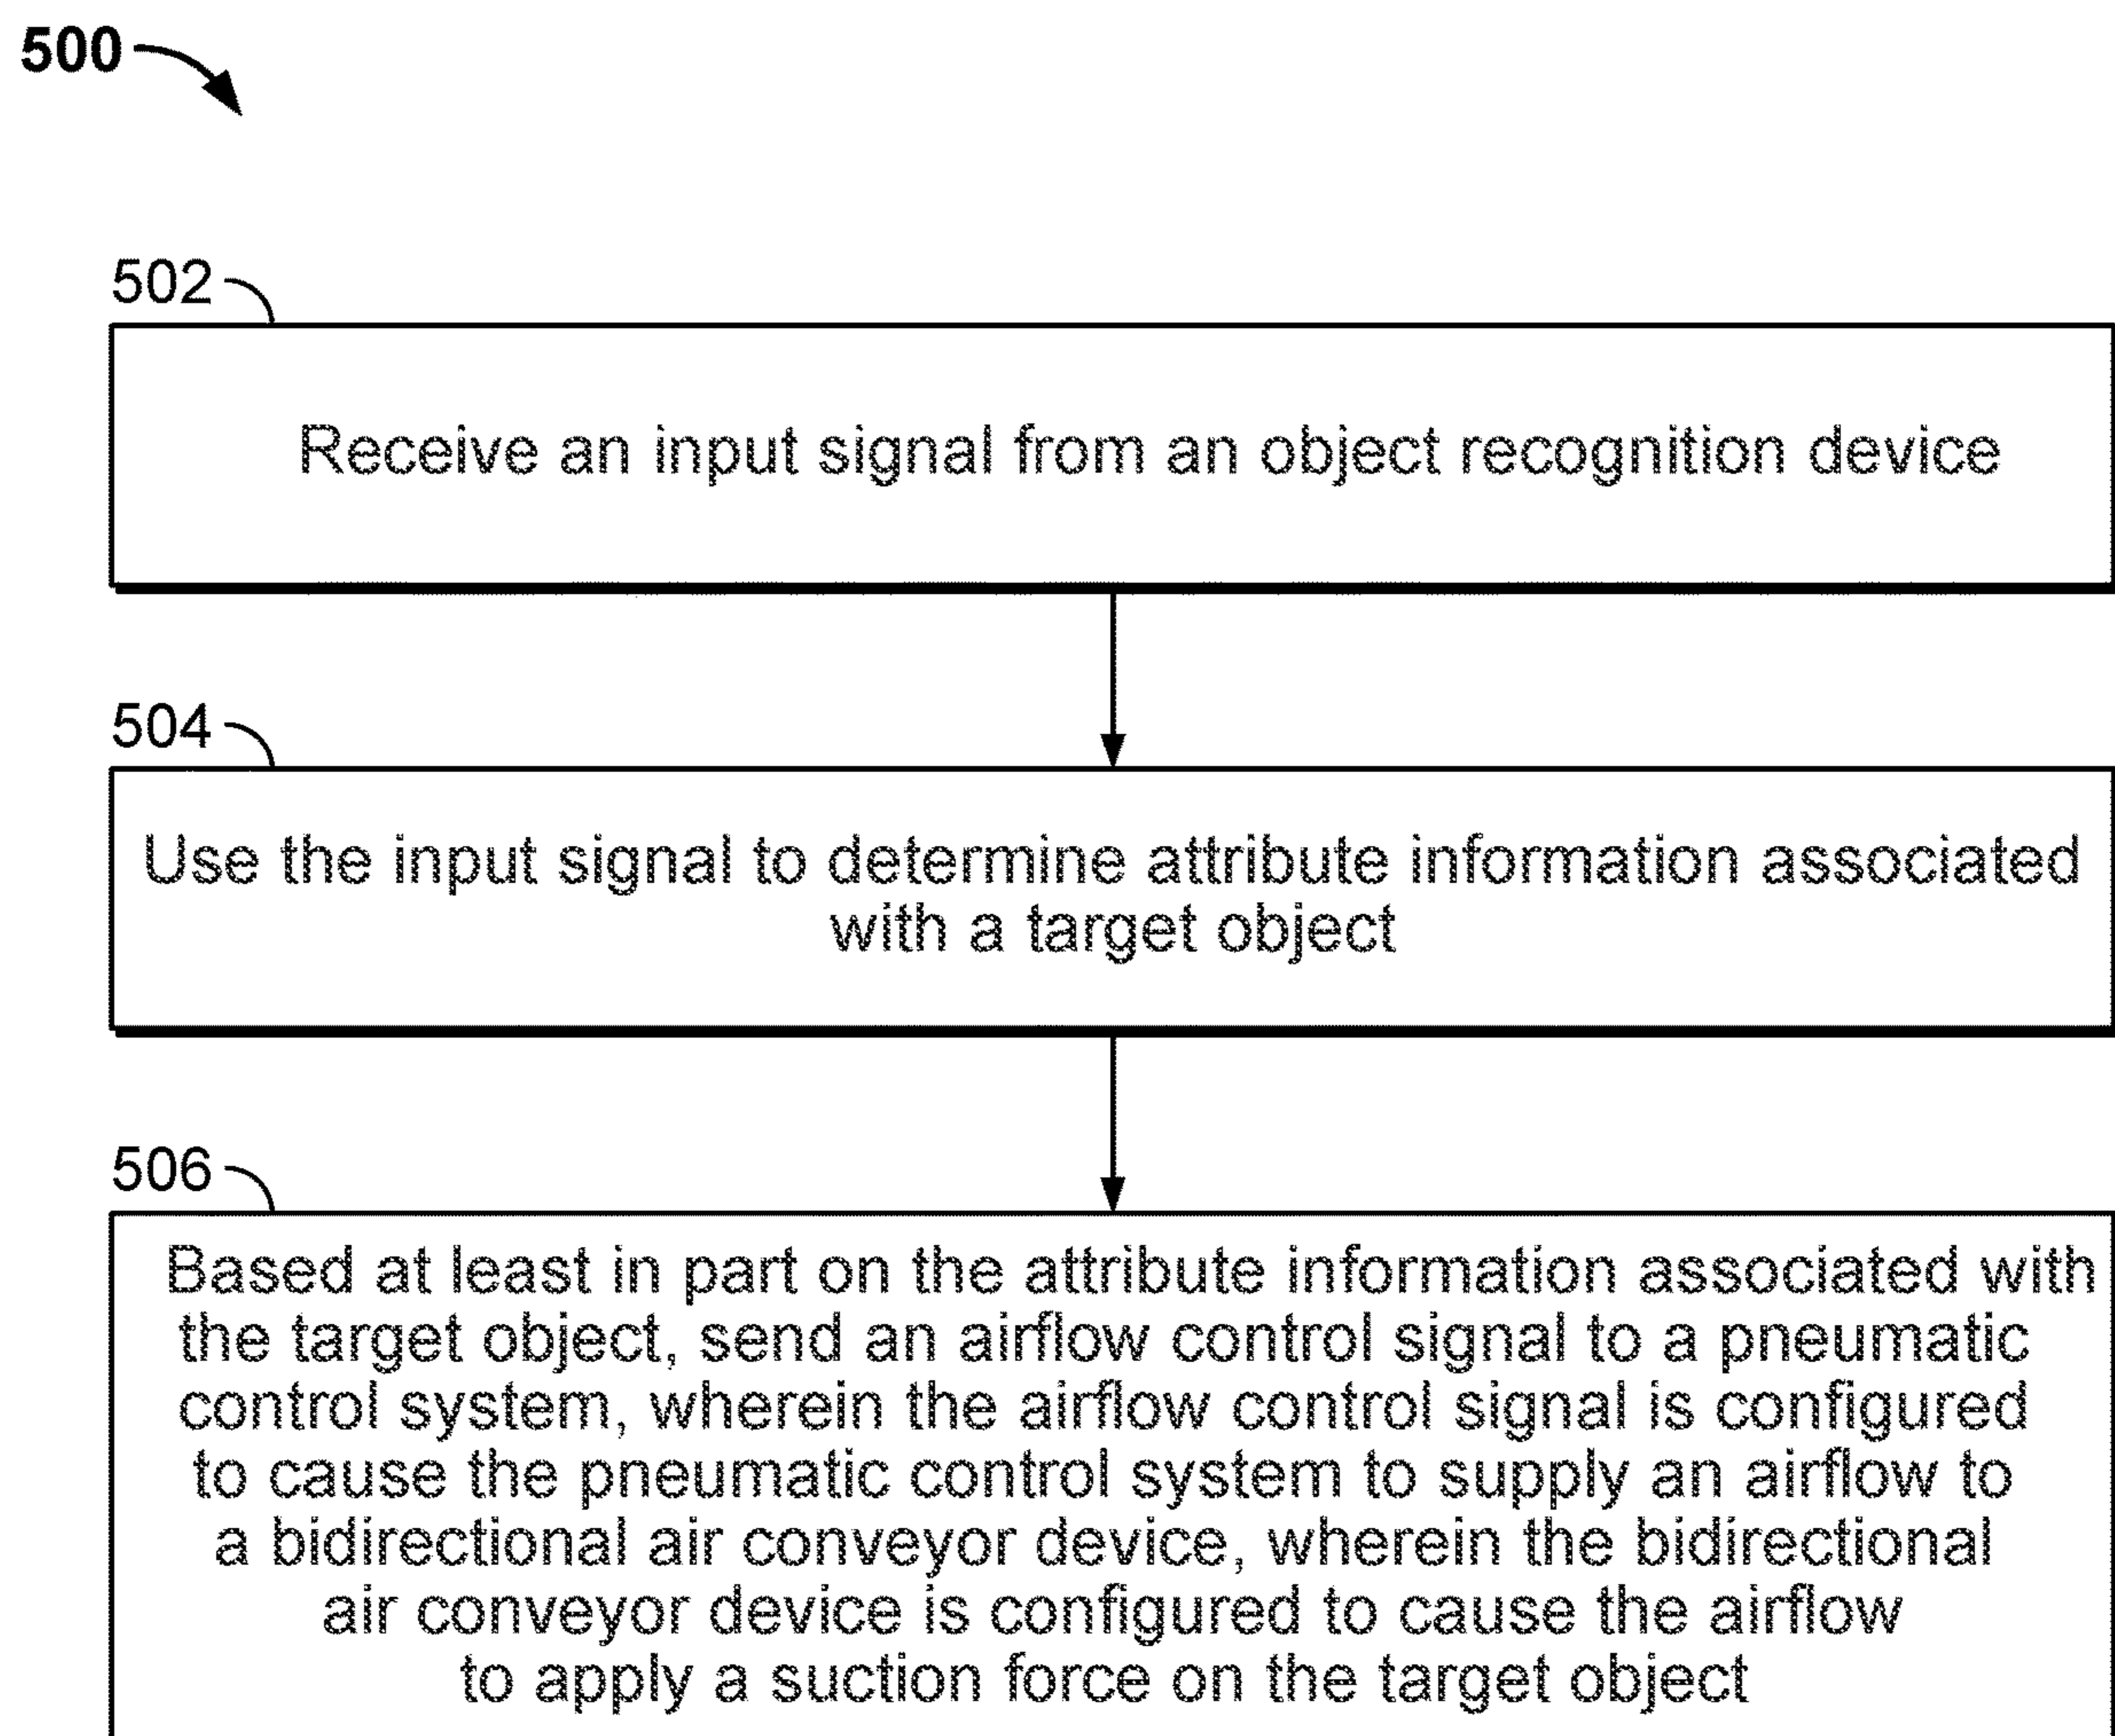 500
502
Receive an input signal from an object recognition device
504
Use the input signal to determine attribute information associated
with a target object
506
Based at least in part on the attribute information associated with
the target object, send an airflow control signal to a pneumatic
control system, wherein the airflow control signal is configured
to cause the pneumatic control system to supply an airflow to
a bidirectional air conveyor device, wherein the bidirectional
air conveyor device is configured to cause the airflow
to apply a suction force on the target object